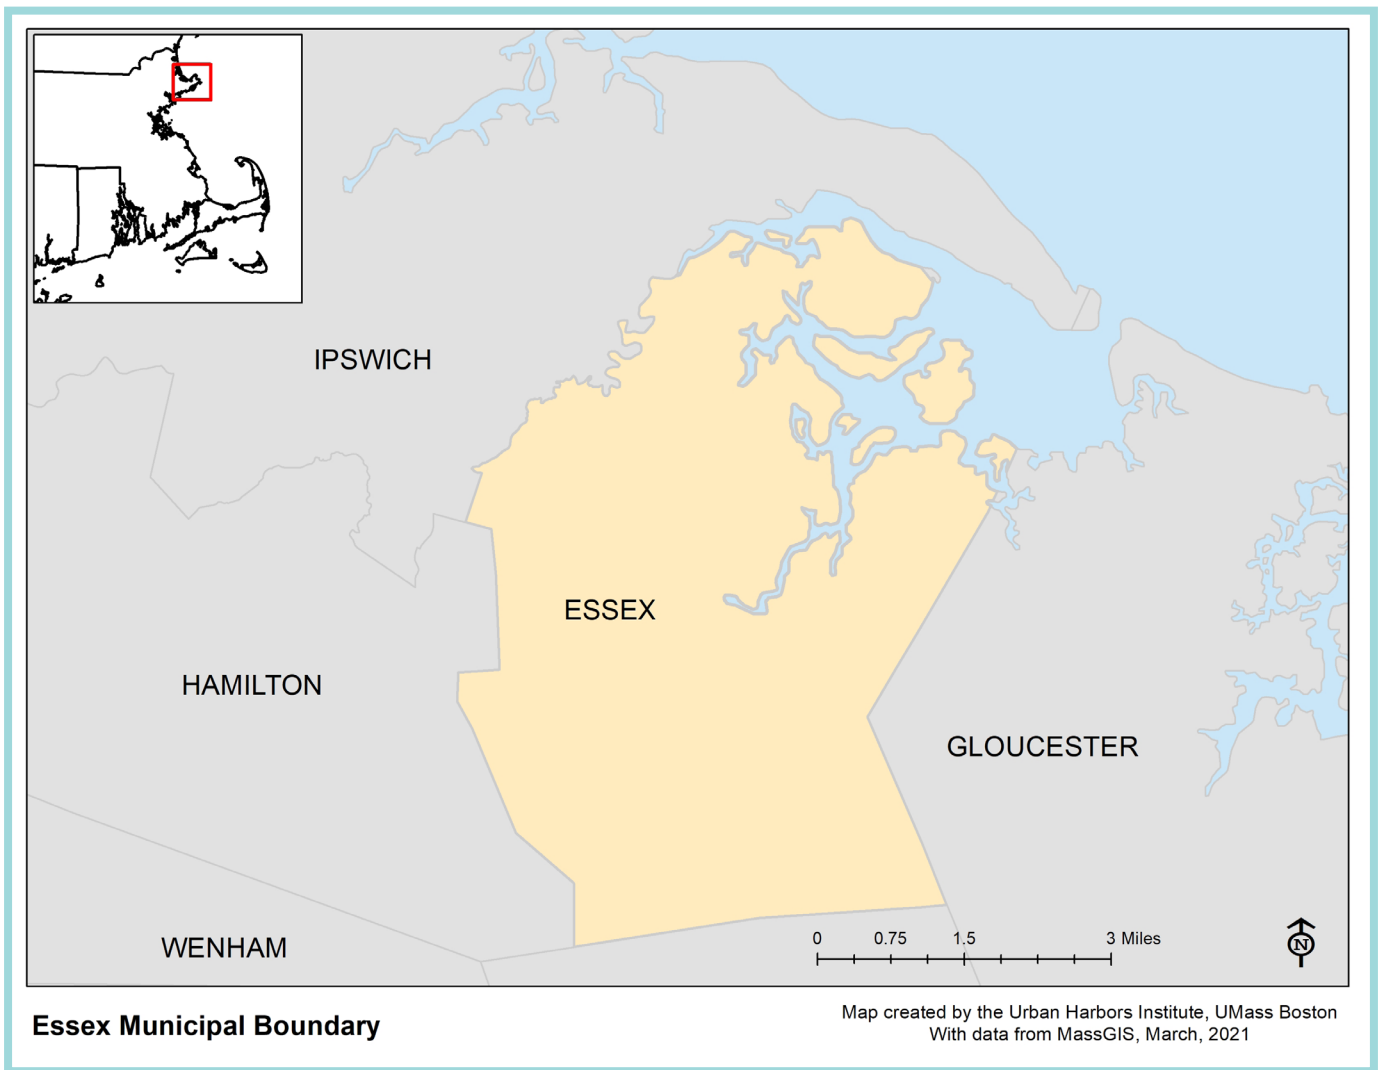 IPSWICH
ESSEX
HAMILTON
GLOUCESTER
WENHAM
0 0.75 1.5 3 Miles
N
Essex Municipal Boundary
Map created by the Urban Harbors Institute, UMass Boston
With data from MassGIS, March, 2021